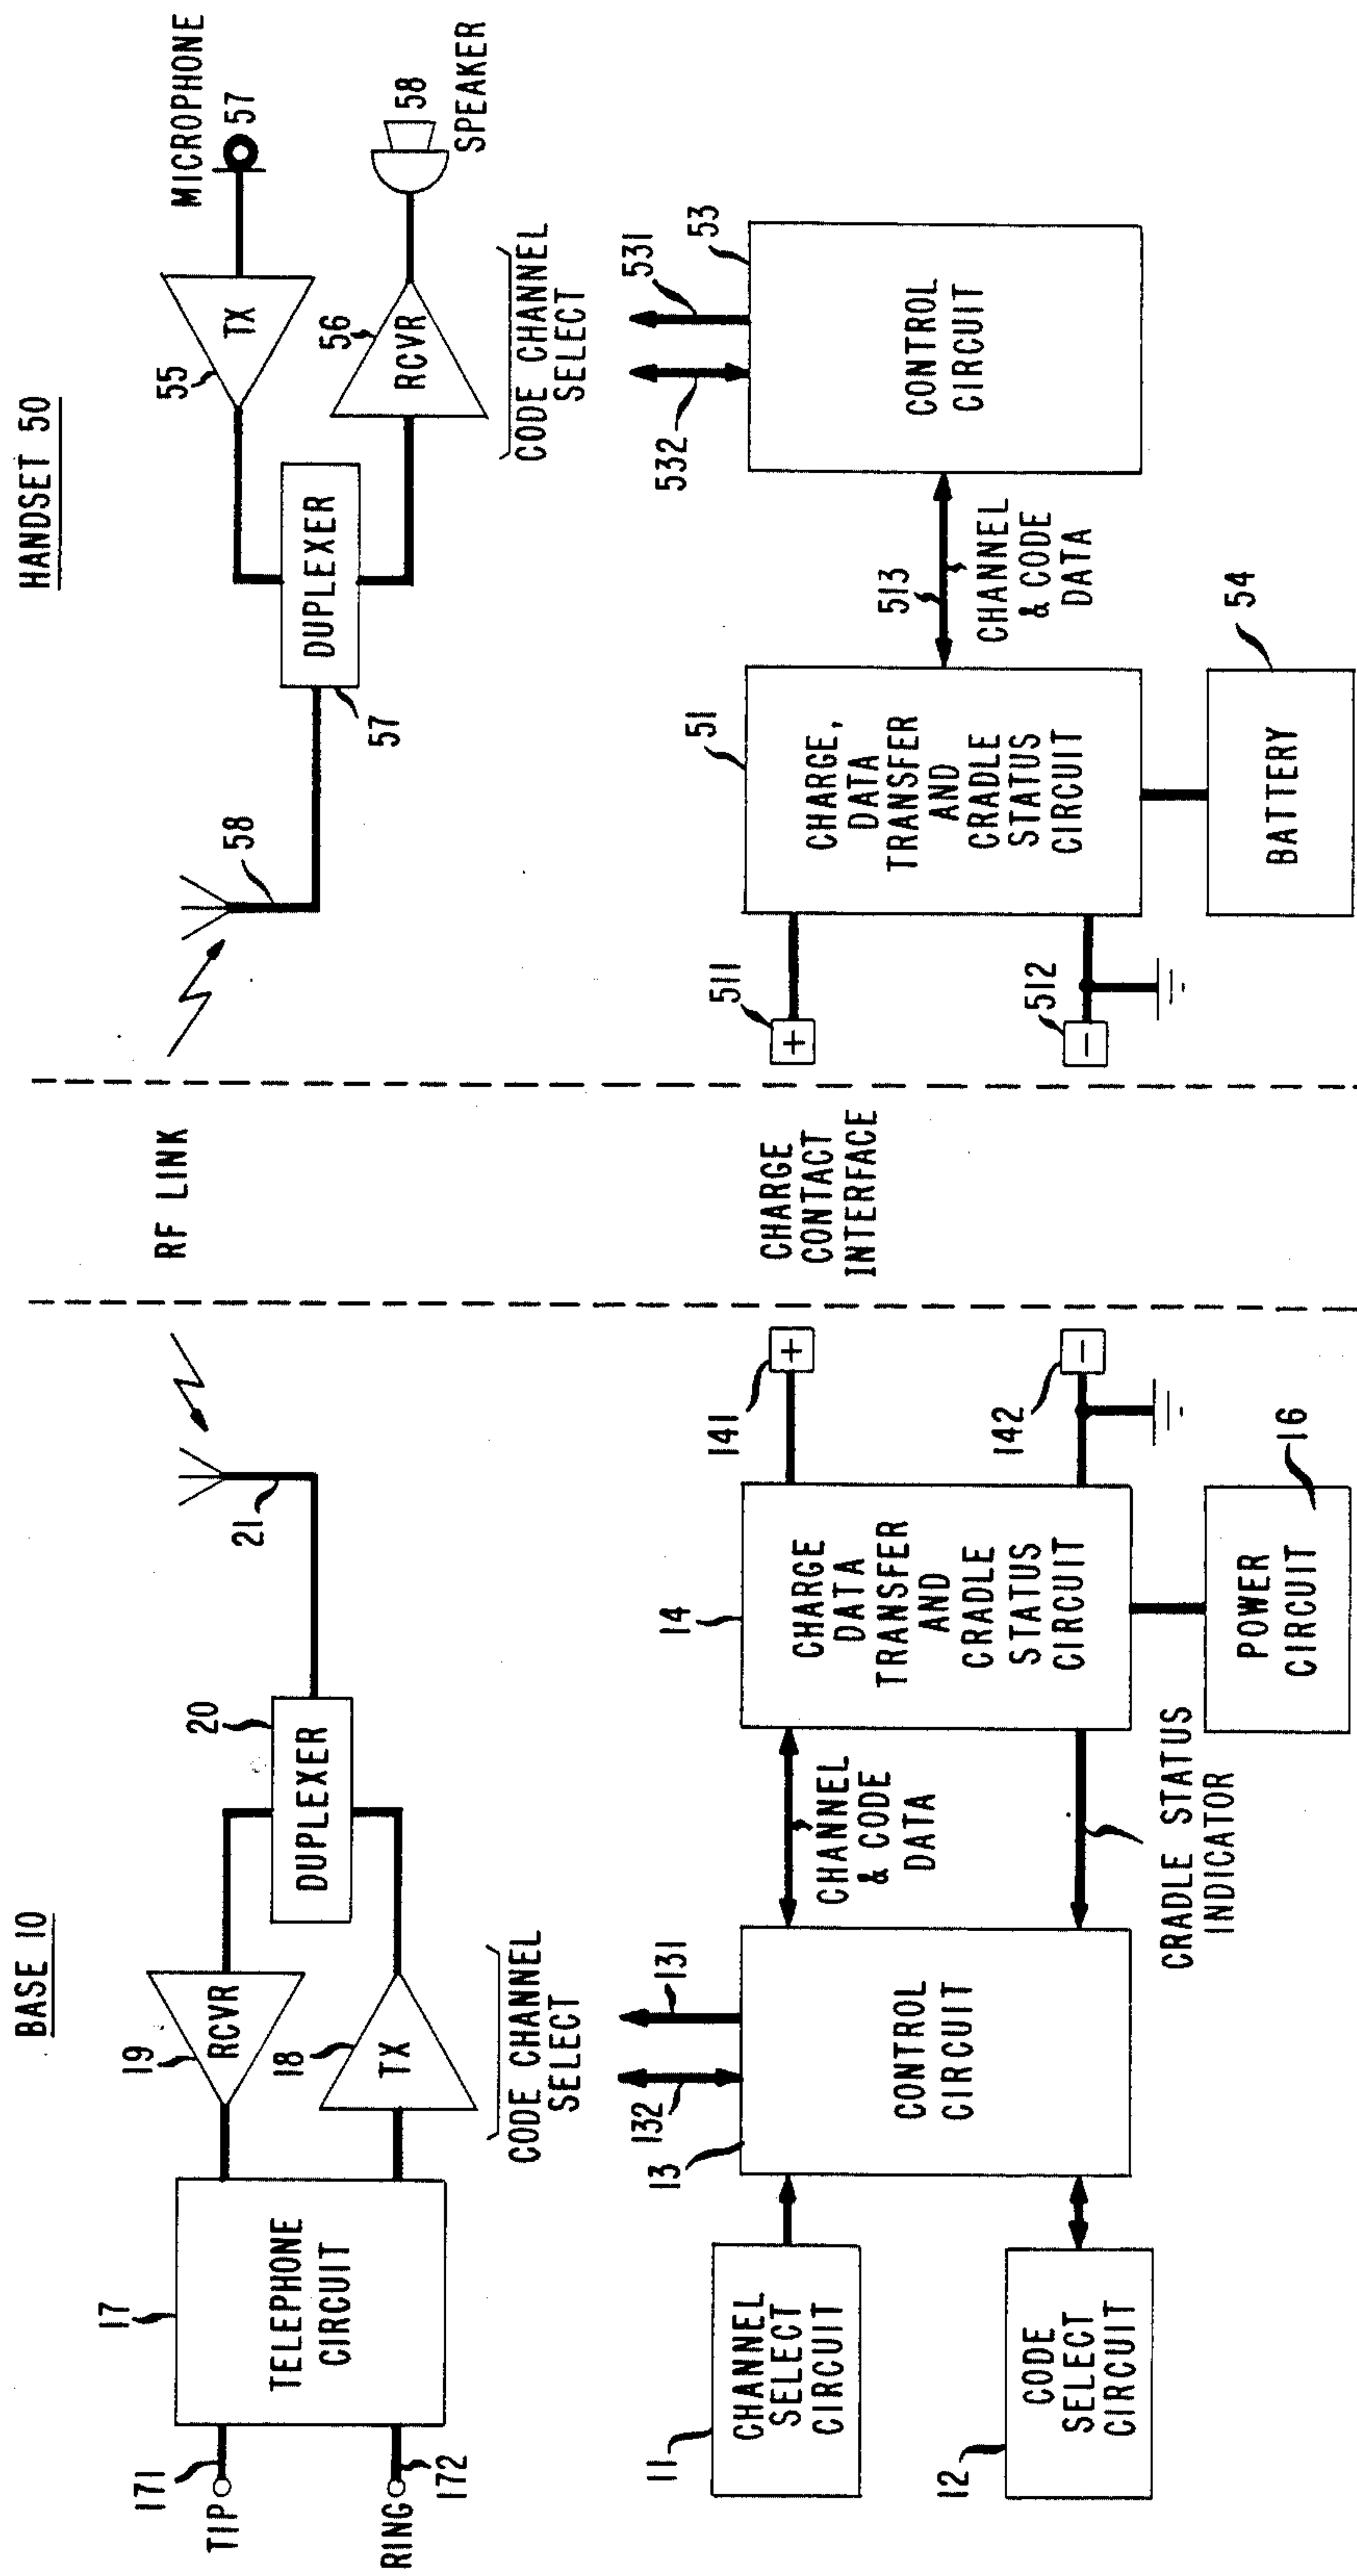 BASE 10
RF LINK
HANDSET 50
TIP
171
RING
172
17
TELEPHONE
CIRCUIT
19
RCVR
18
TX
20
DUPLEXER
21
CODE CHANNEL
SELECT
58
57
DUPLEXER
55
TX
56
RCVR
MICROPHONE
57
58
SPEAKER
CODE CHANNEL
SELECT
11
CHANNEL
SELECT
CIRCUIT
12
CODE
SELECT
CIRCUIT
13
132
131
CONTROL
CIRCUIT
CHANNEL
& CODE
DATA
CRADLE STATUS
INDICATOR
14
CHARGE
DATA
TRANSFER
AND
CRADLE
STATUS
CIRCUIT
POWER
CIRCUIT
16
141
+
142
−
CHARGE
CONTACT
INTERFACE
511
+
512
−
51
CHARGE,
DATA
TRANSFER
AND
CRADLE
STATUS
CIRCUIT
BATTERY
54
513
CHANNEL
& CODE
DATA
532
531
53
CONTROL
CIRCUIT